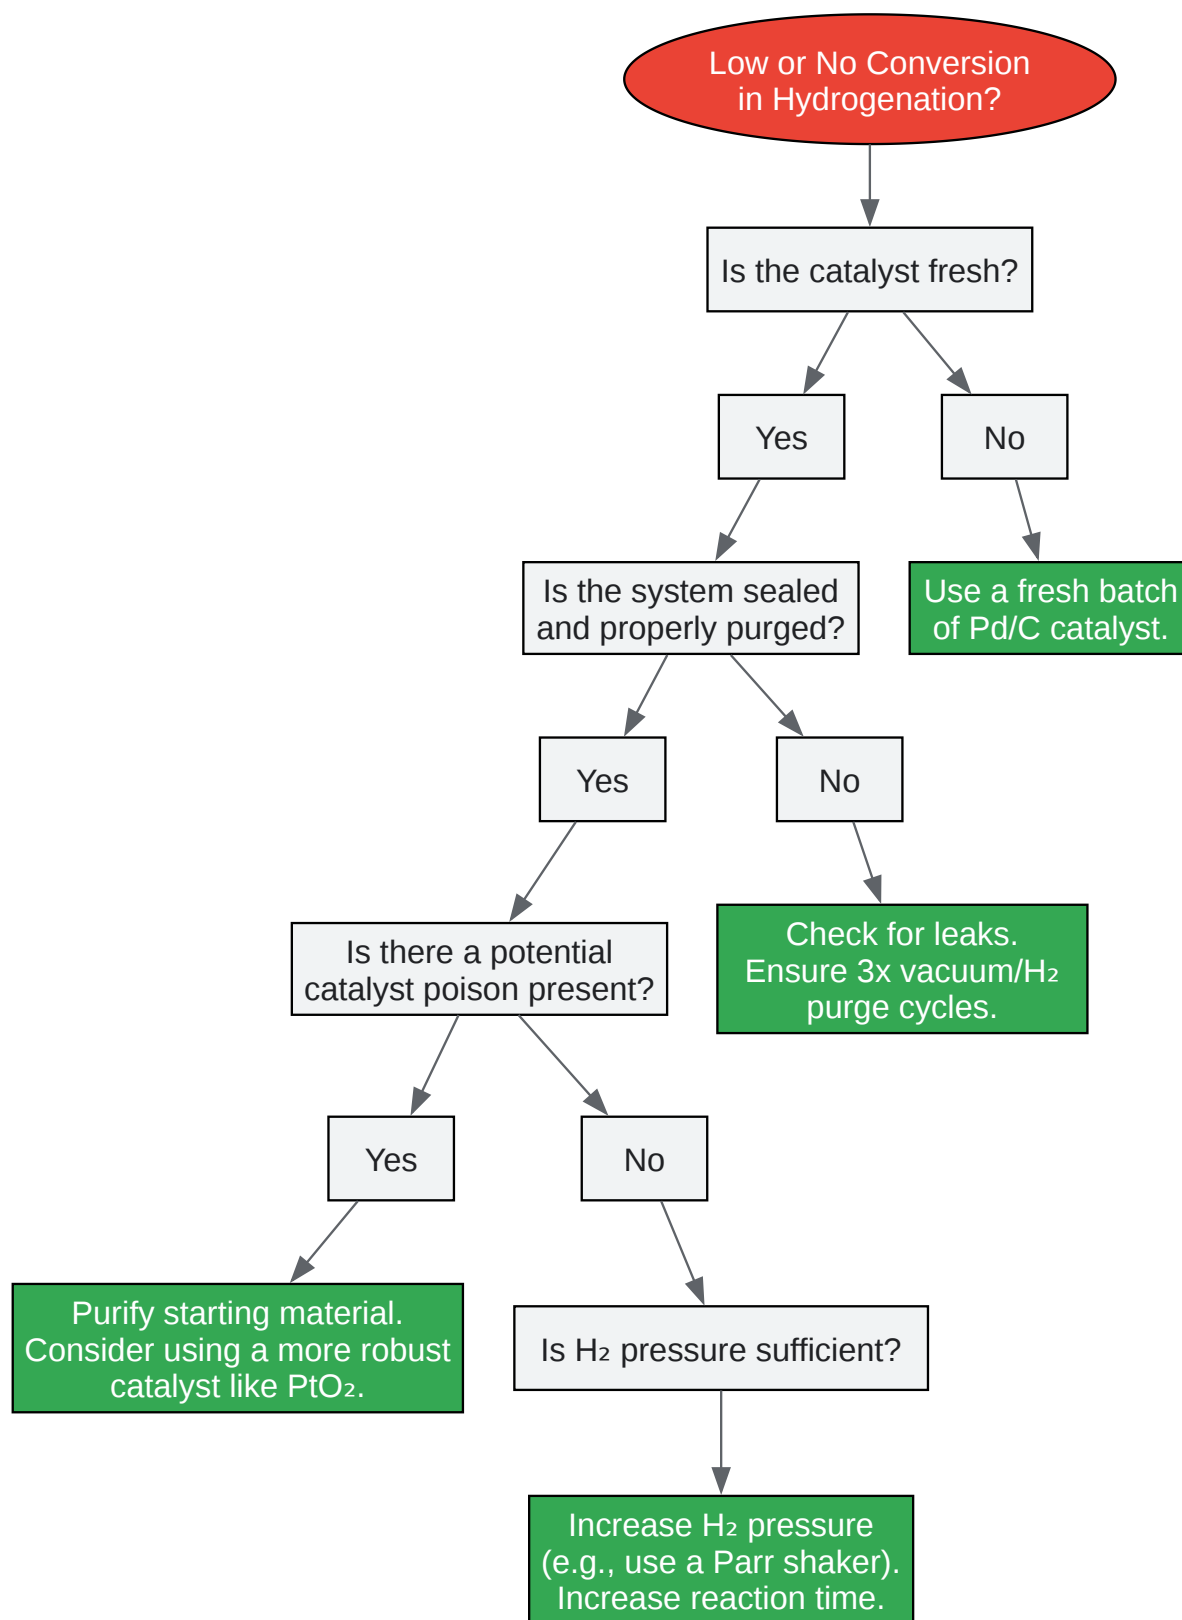 Low or No Conversion
in Hydrogenation?
Is the catalyst fresh?
Yes
No
Is the system sealed
and properly purged?
Use a fresh batch
of Pd/C catalyst.
Yes
No
Is there a potential
catalyst poison present?
Check for leaks.
Ensure 3x vacuum/H₂
purge cycles.
Yes
No
Purify starting material.
Consider using a more robust
catalyst like PtO₂.
Is H₂ pressure sufficient?
Increase H₂ pressure
(e.g., use a Parr shaker).
Increase reaction time.